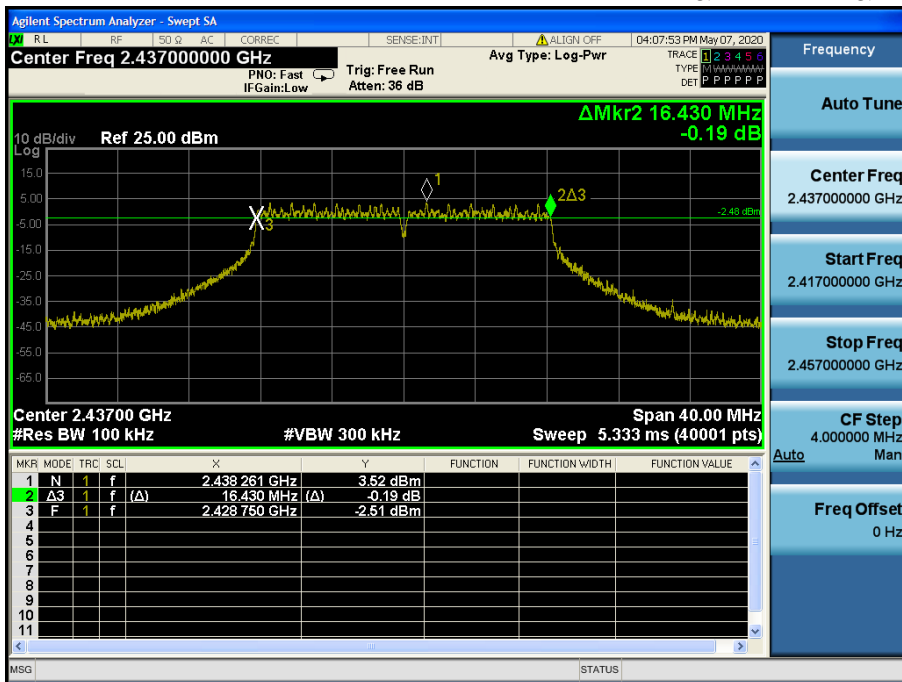 Agilent Spectrum Analyzer - Swept SA
LXI RL RF 50 Ω AC CORREC SENSE:INT ALIGN OFF 04:07:53 PM May 07, 2020
Center Freq 2.437000000 GHz
PNO: Fast Trig: Free Run Avg Type: Log-Pwr TRACE 1 2 3 4 5 6
IFGain:Low Atten: 36 dB TYPE M W W W W W
DET P P P P P P
Frequency
ΔMkr2 16.430 MHz
-0.19 dB
10 dB/div Ref 25.00 dBm
Log
15.0
5.00
-5.00
-15.0
-25.0
-35.0
-45.0
-55.0
-65.0
1
2Δ3
3
-2.48 dBm
Center 2.43700 GHz Span 40.00 MHz
#Res BW 100 kHz #VBW 300 kHz Sweep 5.333 ms (40001 pts)
MKR MODE TRC SCL X Y FUNCTION FUNCTION WIDTH FUNCTION VALUE
1 N 1 f 2.438 261 GHz 3.52 dBm
2 Δ3 1 f (Δ) 16.430 MHz (Δ) -0.19 dB
3 F 1 f 2.428 750 GHz -2.51 dBm
4
5
6
7
8
9
10
11
MSG STATUS
Auto Tune
Center Freq
2.437000000 GHz
Start Freq
2.417000000 GHz
Stop Freq
2.457000000 GHz
CF Step
4.000000 MHz
Auto Man
Freq Offset
0 Hz